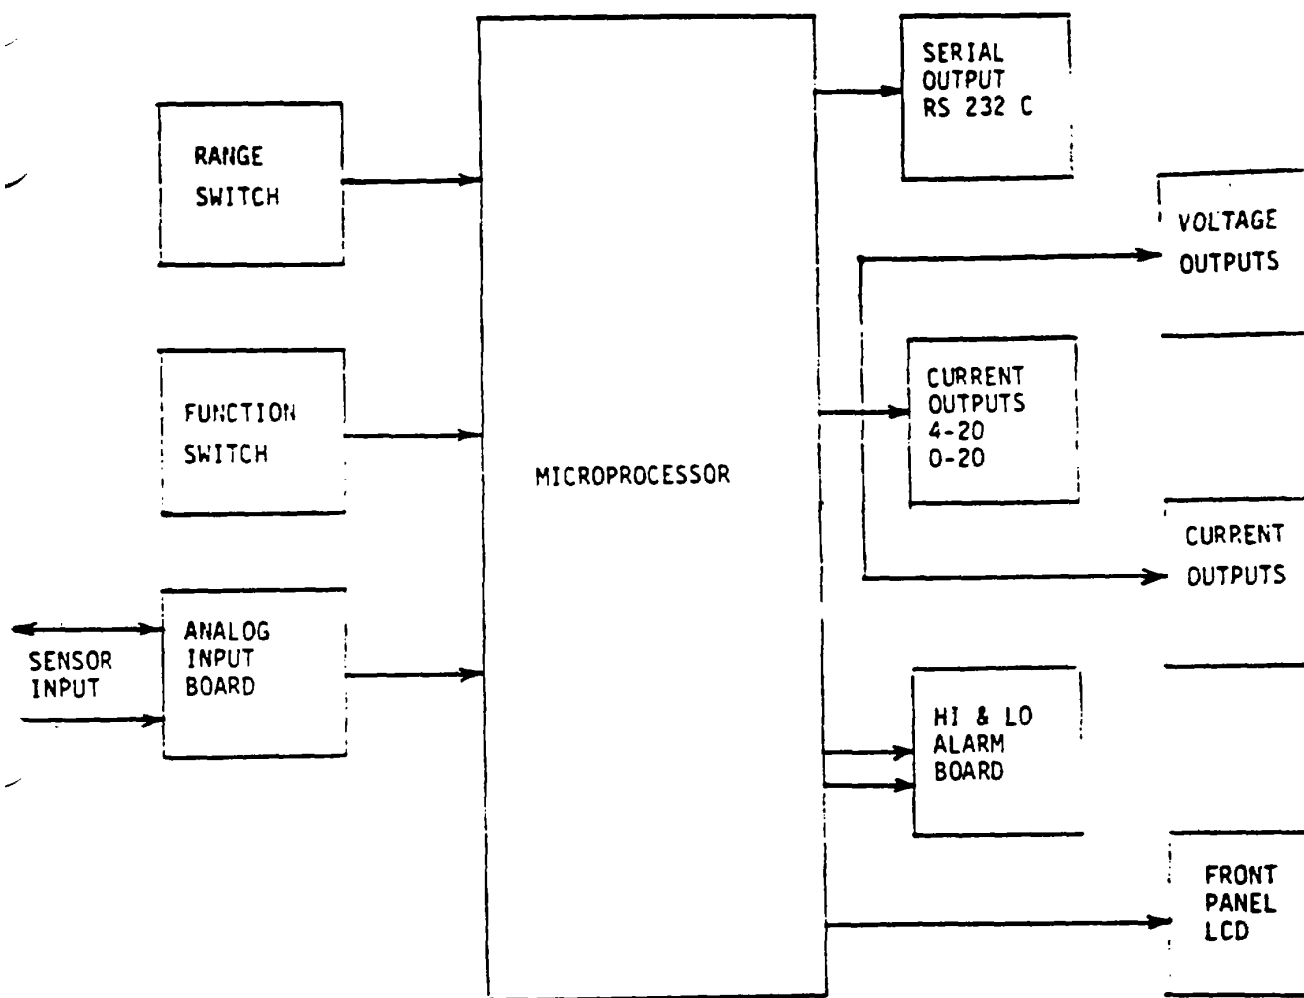 SERIAL
OUTPUT
RS 232 C
RANGE
SWITCH
VOLTAGE
OUTPUTS
FUNCTION
SWITCH
MICROPROCESSOR
CURRENT
OUTPUTS
4-20
0-20
CURRENT
OUTPUTS
SENSOR
INPUT
ANALOG
INPUT
BOARD
HI & LO
ALARM
BOARD
FRONT
PANEL
LCD